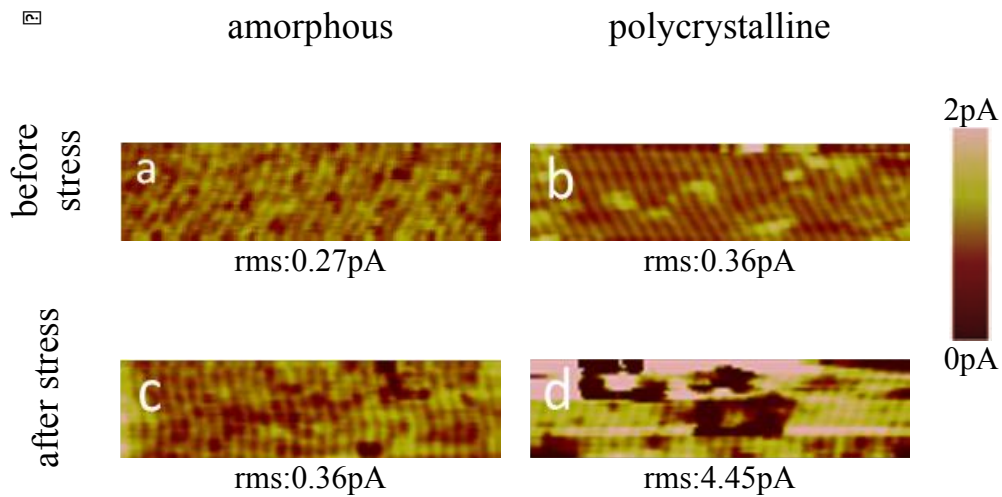 amorphous polycrystalline
before stress
2pA
a b
rms:0.27pA rms:0.36pA
after stress
0pA
c d
rms:0.36pA rms:4.45pA